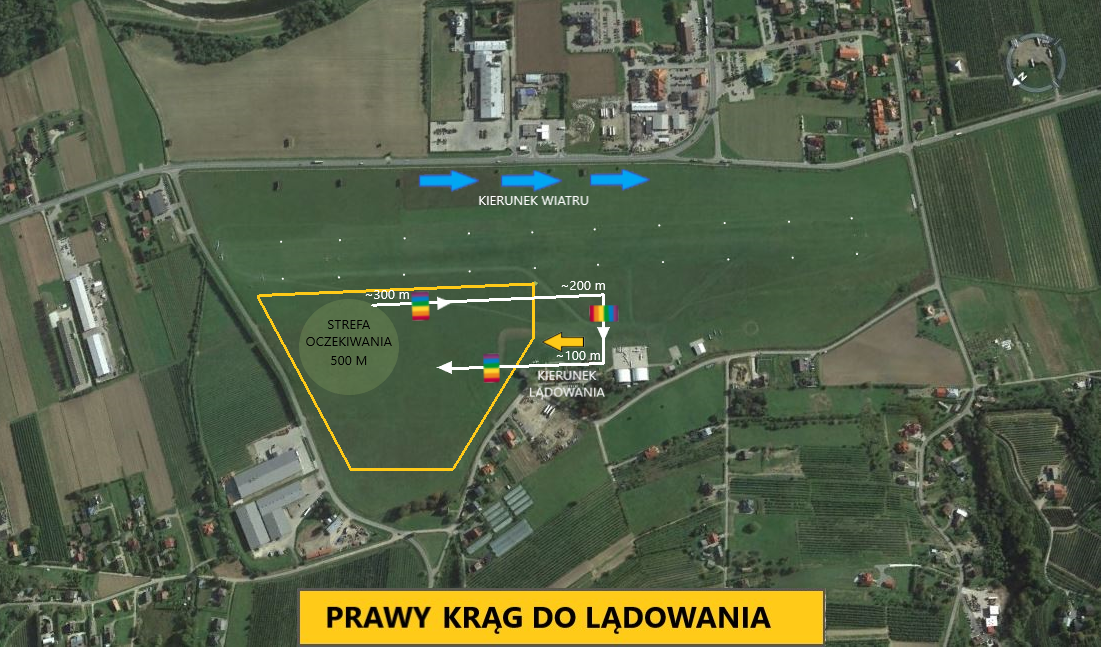 N
KIERUNEK WIATRU
~200 m
~300 m
STREFA
OCZEKIWANIA
500 M
~100 m
KIERUNEK
LĄDOWANIA
PRAWY KRĄG DO LĄDOWANIA